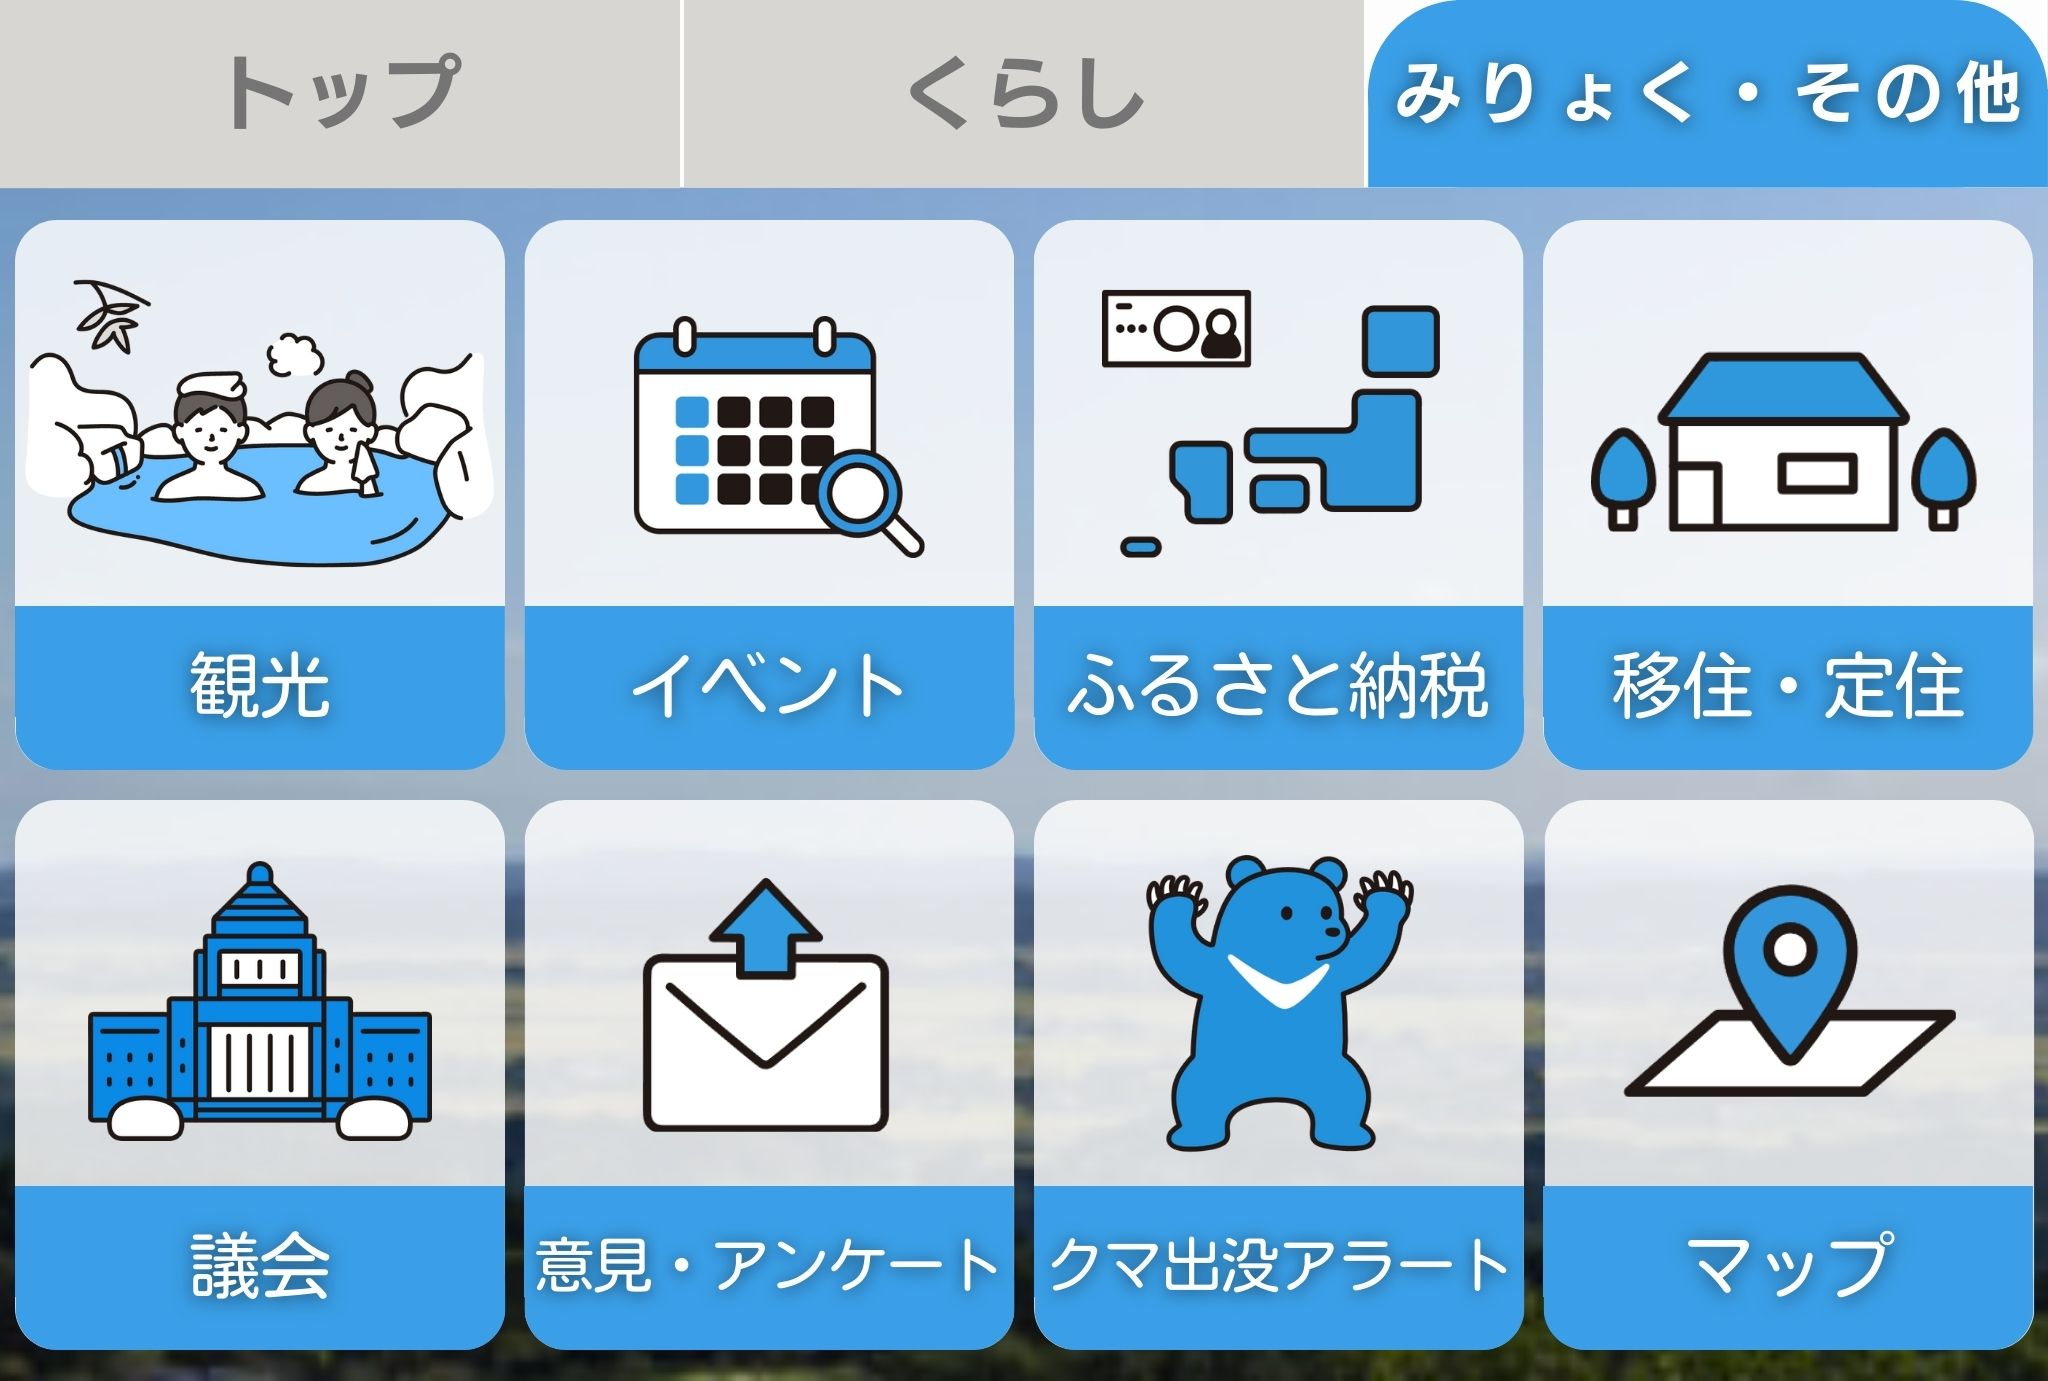 トップ
くらし
みりょく・その他
観光
イベント
ふるさと納税
移住・定住
議会
意見・アンケート
クマ出没アラート
マップ